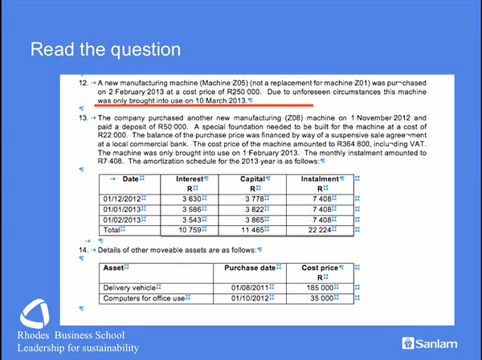 Read the question
12. → A new manufacturing machine (Machine Z05) (not a replacement for machine Z01) was purchased
on 2 February 2013 at a cost price of R250 000. Due to unforeseen circumstances this machine
was only brought into use on 10 March 2013.¶
¶
13. → The company purchased another new manufacturing (Z08) machine on 1 November 2012 and
paid a deposit of R50 000. A special foundation needed to be built for the machine at a cost of
R22 000. The balance of the purchase price was financed by way of a suspensive sale agreement
at a local commercial bank. The cost price of the machine amounted to R364 800, including VAT.
The machine was only brought into use on 1 February 2013. The monthly instalment amounted to
R7 408. The amortization schedule for the 2013 year is as follows:¶
¶
→ Date¤ Interest¶ Capital¶ Instalment¶ ¤
R¤ R¤ R¤
01/12/2012¤ 3 630¤ 3 778¤ 7 408¤ ¤
01/01/2013¤ 3 586¤ 3 822¤ 7 408¤ ¤
01/02/2013¤ 3 543¤ 3 865¤ 7 408¤ ¤
Total¤ 10 759¤ 11 465¤ 22 224¤ ¤
→ ¶
14. → Details of other moveable assets are as follows:¶
¶
Asset¤ Purchase date¤ Cost price¶ ¤
R¤
Delivery vehicle¤ 01/08/2011¤ 185 000¤ ¤
Computers for office use¤ 01/10/2012¤ 35 000¤ ¤
Rhodes Business School
Leadership for sustainability
Sanlam